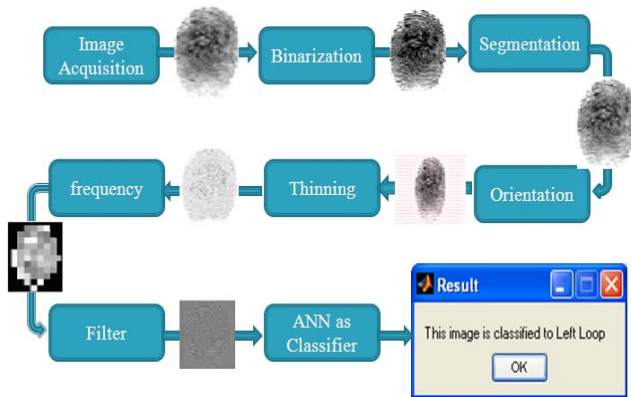 Image
Acquisition
Binarization
Segmentation
Orientation
Thinning
frequency
Filter
ANN as
Classifier
Result
This image is classified to Left Loop
OK